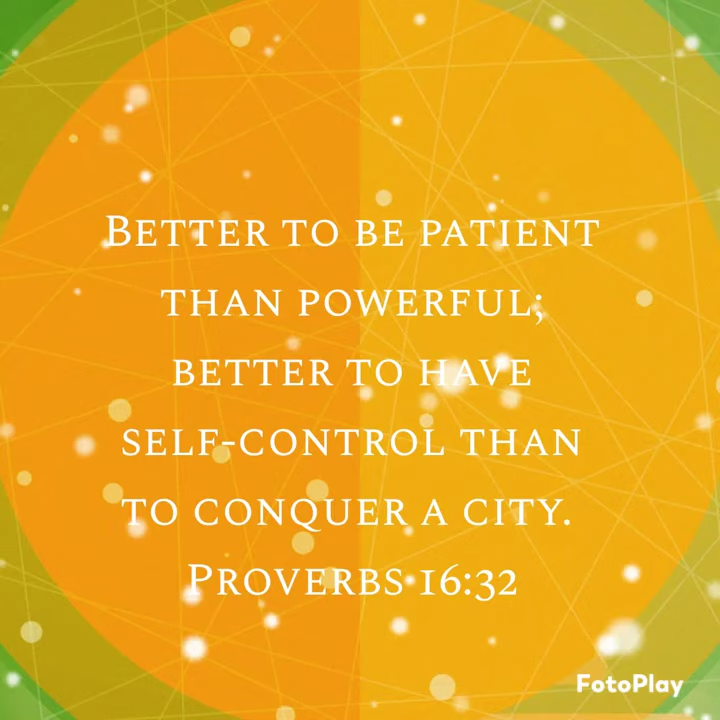 Better to be patient
than powerful;
better to have
self-control than
to conquer a city.
Proverbs 16:32
FotoPlay